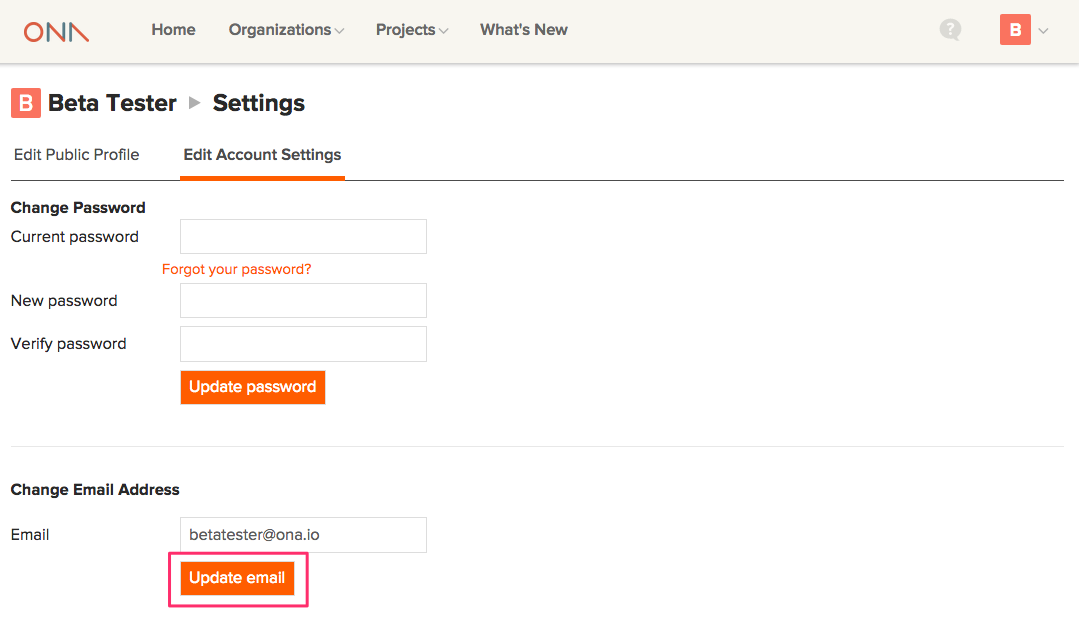 ONA Home Organizations Projects What's New ? B
B Beta Tester Settings
Edit Public Profile Edit Account Settings
Change Password
Current password
Forgot your password?
New password
Verify password
Update password
Change Email Address
Email betatester@ona.io
Update email